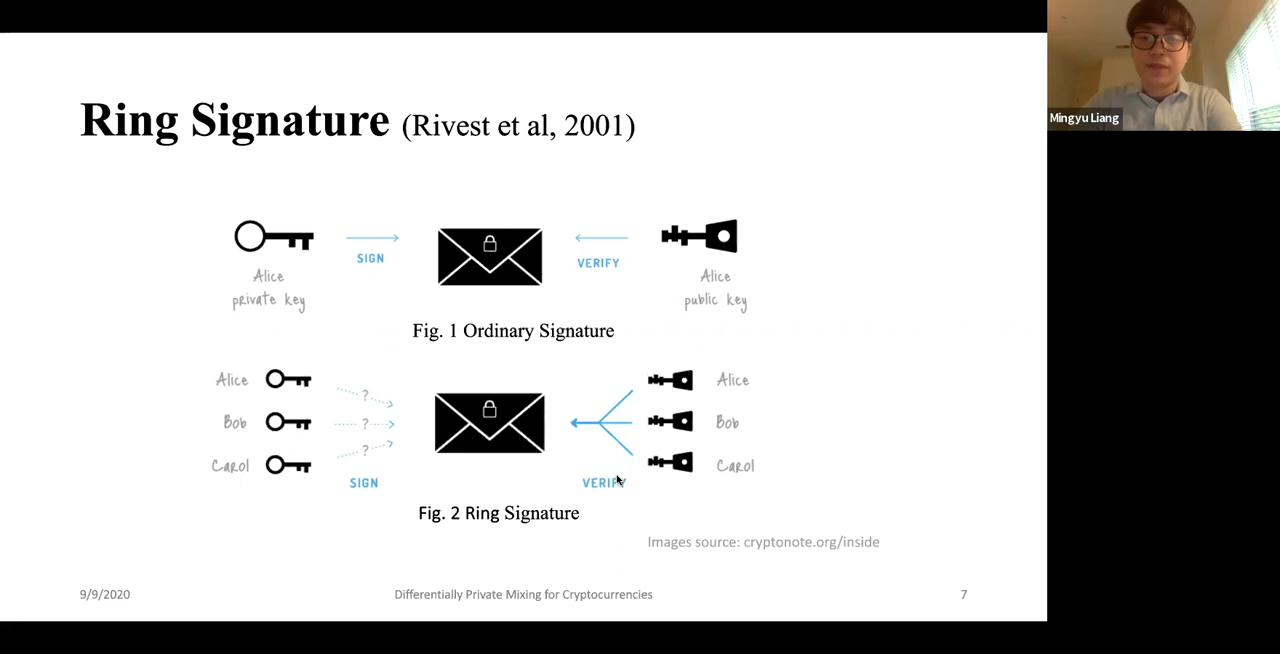 Mingyu Liang
Ring Signature (Rivest et al, 2001)
SIGN
VERIFY
Alice
private key
Alice
public key
Fig. 1 Ordinary Signature
Alice
?
Alice
Bob
?
Bob
?
Carol
Carol
SIGN
VERIFY
Fig. 2 Ring Signature
Images source: cryptonote.org/inside
9/9/2020
Differentially Private Mixing for Cryptocurrencies
7